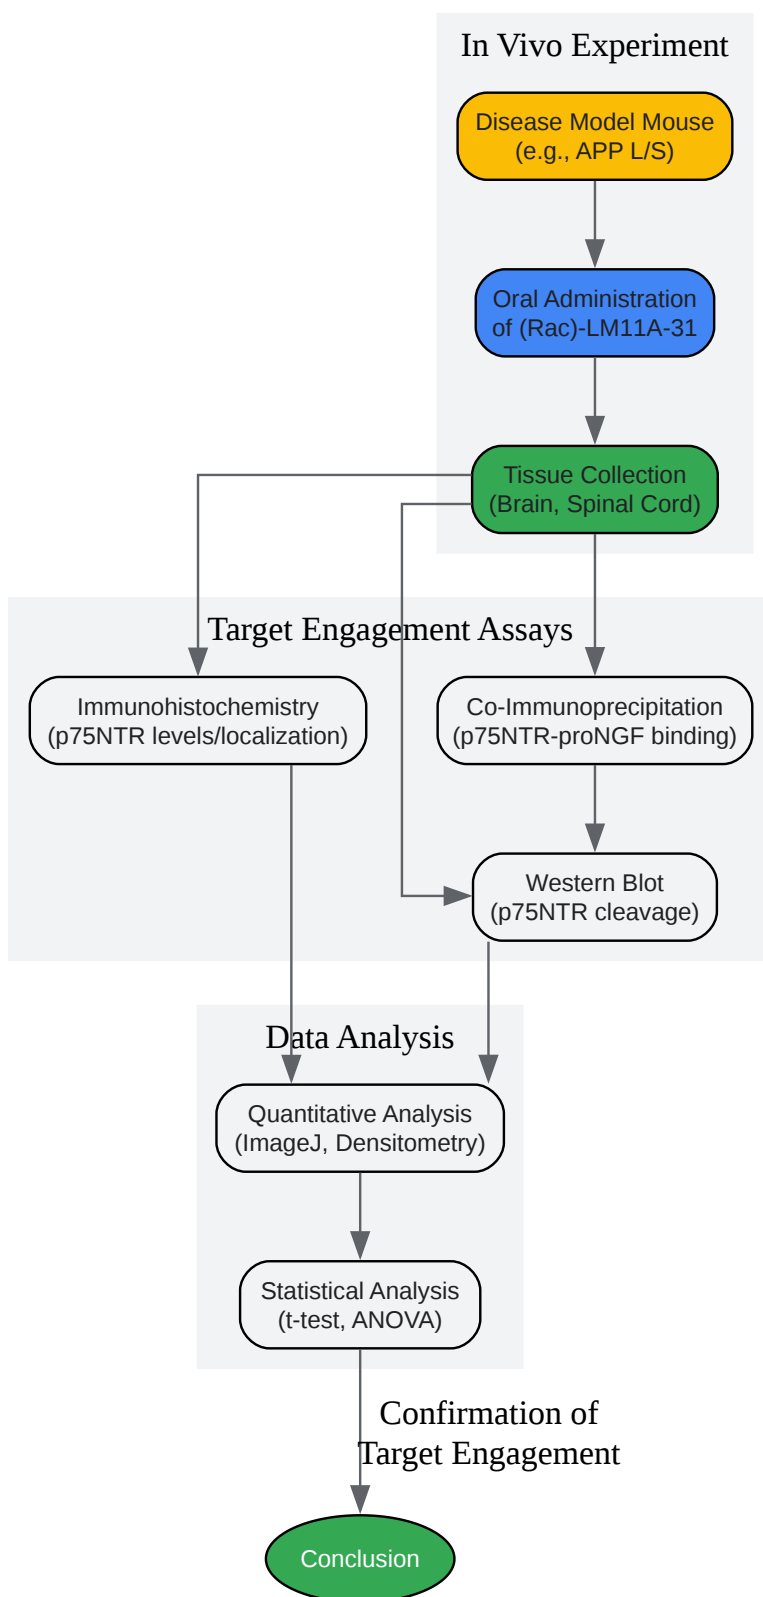 In Vivo Experiment
Disease Model Mouse
(e.g., APP L/S)
Oral Administration
of (Rac)-LM11A-31
Tissue Collection
(Brain, Spinal Cord)
Target Engagement Assays
Immunohistochemistry
(p75NTR levels/localization)
Co-Immunoprecipitation
(p75NTR-proNGF binding)
Western Blot
(p75NTR cleavage)
Data Analysis
Quantitative Analysis
(ImageJ, Densitometry)
Statistical Analysis
(t-test, ANOVA)
Confirmation of
Target Engagement
Conclusion